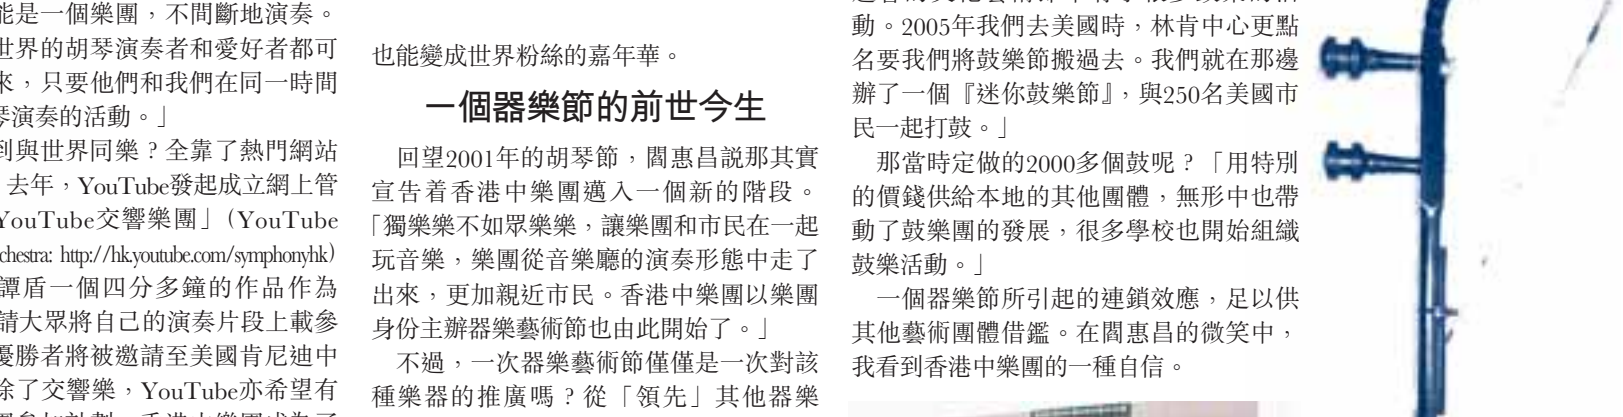 能是一個樂團，不間斷地演奏。
世界的胡琴演奏者和愛好者都可
來，只要他們和我們在同一時間
琴演奏的活動。」
到與世界同樂？全靠了熱門網站
去年，YouTube發起成立網上管
YouTube交響樂團」（YouTube
chestra: http://hk.youtube.com/symphonyhk）
譚盾一個四分多鐘的作品作為
請大眾將自己的演奏片段上載參
優勝者將被邀請至美國肯尼迪中
除了交響樂，YouTube亦希望有
也能變成世界粉絲的嘉年華。
一個器樂節的前世今生
回望2001年的胡琴節，閻惠昌説那其實
宣告着香港中樂團邁入一個新的階段。
「獨樂樂不如眾樂樂，讓樂團和市民在一起
玩音樂，樂團從音樂廳的演奏形態中走了
出來，更加親近市民。香港中樂團以樂團
身份主辦器樂藝術節也由此開始了。」
不過，一次器樂藝術節僅僅是一次對該
種樂器的推廣嗎？從「領先」其他器樂
動。2005年我們去美國時，林肯中心更點
名要我們將鼓樂節搬過去。我們就在那邊
辦了一個『迷你鼓樂節』，與250名美國市
民一起打鼓。」
那當時定做的2000多個鼓呢？「用特別
的價錢供給本地的其他團體，無形中也帶
動了鼓樂團的發展，很多學校也開始組織
鼓樂活動。」
一個器樂節所引起的連鎖效應，足以供
其他藝術團體借鑑。在閻惠昌的微笑中，
我看到香港中樂團的一種自信。